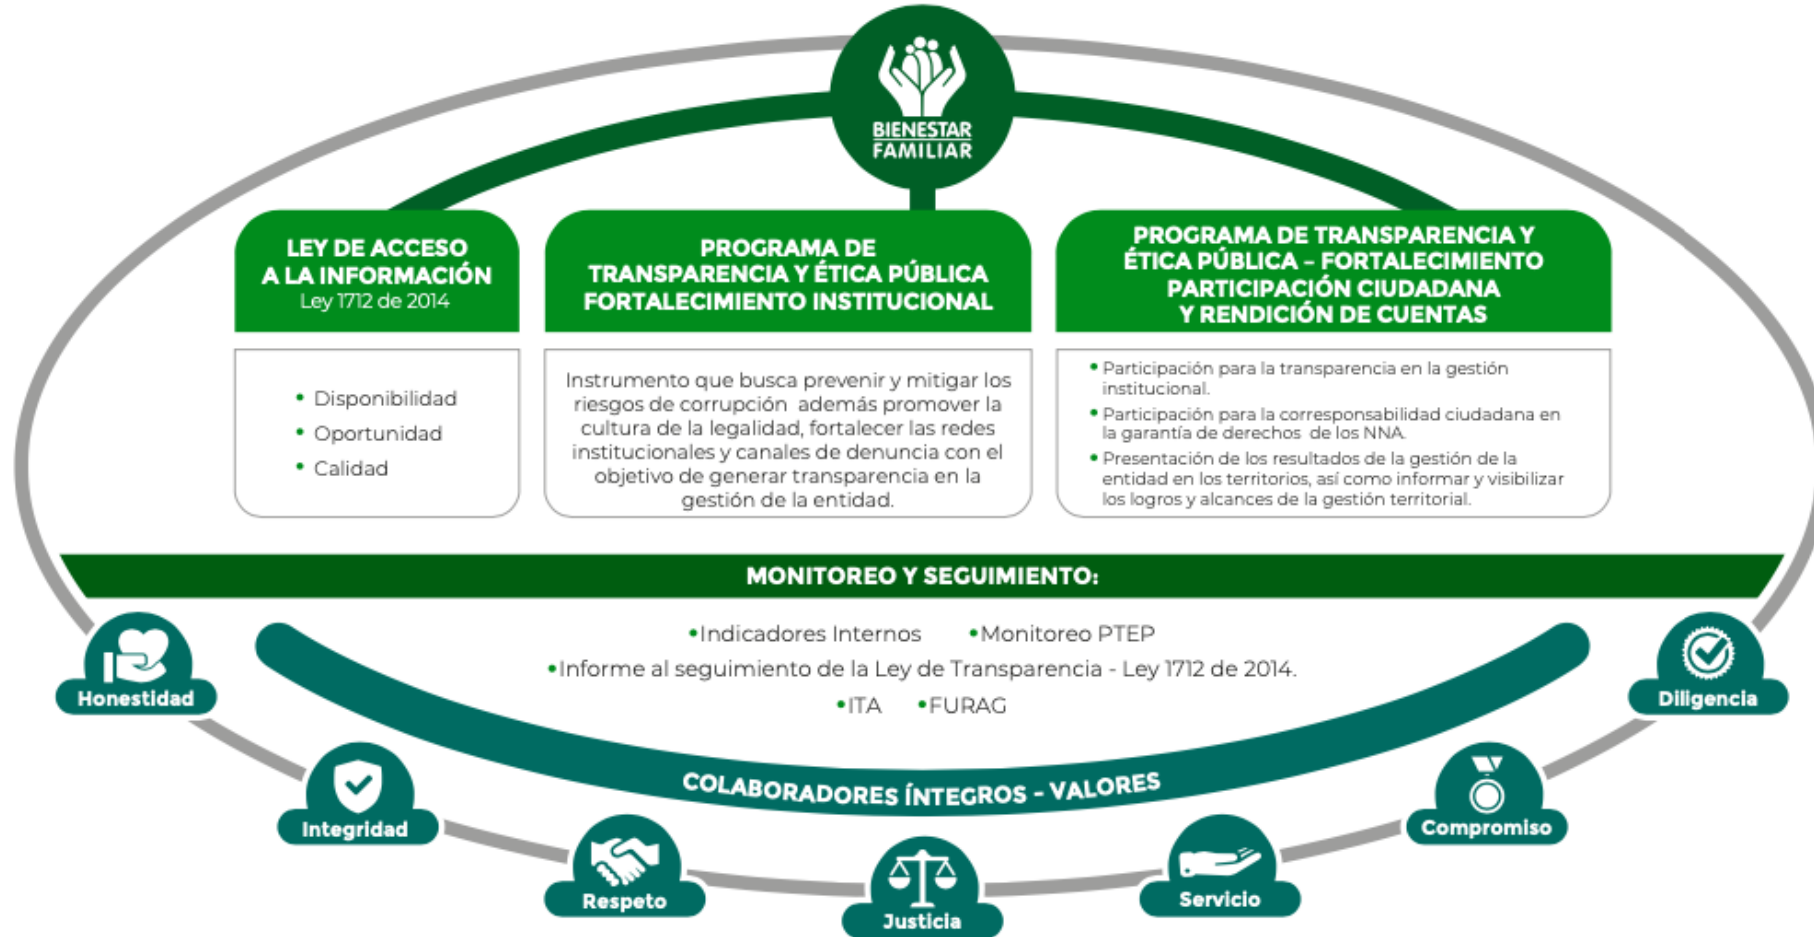 BIENESTAR
FAMILIAR
LEY DE ACCESO
A LA INFORMACIÓN
Ley 1712 de 2014
• Disponibilidad
• Oportunidad
• Calidad
PROGRAMA DE
TRANSPARENCIA Y ÉTICA PÚBLICA
FORTALECIMIENTO INSTITUCIONAL
Instrumento que busca prevenir y mitigar los
riesgos de corrupción además promover la
cultura de la legalidad, fortalecer las redes
institucionales y canales de denuncia con el
objetivo de generar transparencia en la
gestión de la entidad.
PROGRAMA DE TRANSPARENCIA Y
ÉTICA PÚBLICA – FORTALECIMIENTO
PARTICIPACIÓN CIUDADANA
Y RENDICIÓN DE CUENTAS
• Participación para la transparencia en la gestión
institucional.
• Participación para la corresponsabilidad ciudadana en
la garantía de derechos de los NNA.
• Presentación de los resultados de la gestión de la
entidad en los territorios, así como informar y visibilizar
los logros y alcances de la gestión territorial.
MONITOREO Y SEGUIMIENTO:
•Indicadores Internos •Monitoreo PTEP
•Informe al seguimiento de la Ley de Transparencia - Ley 1712 de 2014.
•ITA •FURAG
COLABORADORES ÍNTEGROS – VALORES
Honestidad
Integridad
Respeto
Justicia
Servicio
Compromiso
Diligencia